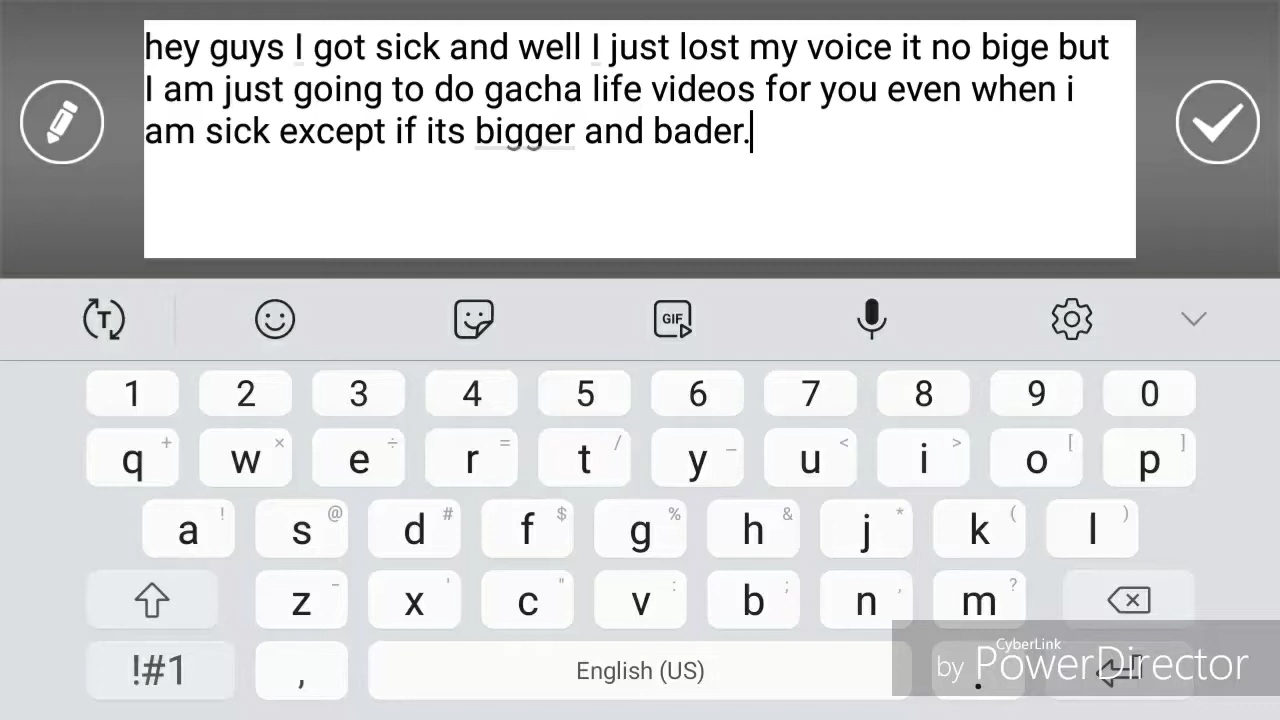 hey guys I got sick and well I just lost my voice it no bige but
I am just going to do gacha life videos for you even when i
am sick except if its bigger and bader.
T GIF
1 2 3 4 5 6 7 8 9 0
q + w × e ÷ r = t / y _ u < i > o [ p ]
a ! s @ d # f $ g % h & j * k ( l )
z - x ' c " v : b ; n , m ?
!#1 , English (US) .
CyberLink
by PowerDirector